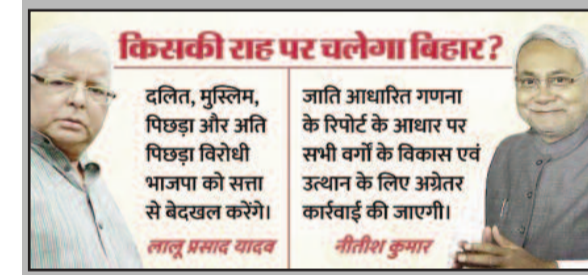 किसकी राह पर चलेगा बिहार?
दलित, मुस्लिम,
पिछड़ा और अति
पिछड़ा विरोधी
भाजपा को सत्ता
से बेदखल करेंगे।
लालू प्रसाद यादव
जाति आधारित गणना
के रिपोर्ट के आधार पर
सभी वर्गों के विकास एवं
उत्थान के लिए अग्रेतर
कार्रवाई की जाएगी।
नीतीश कुमार